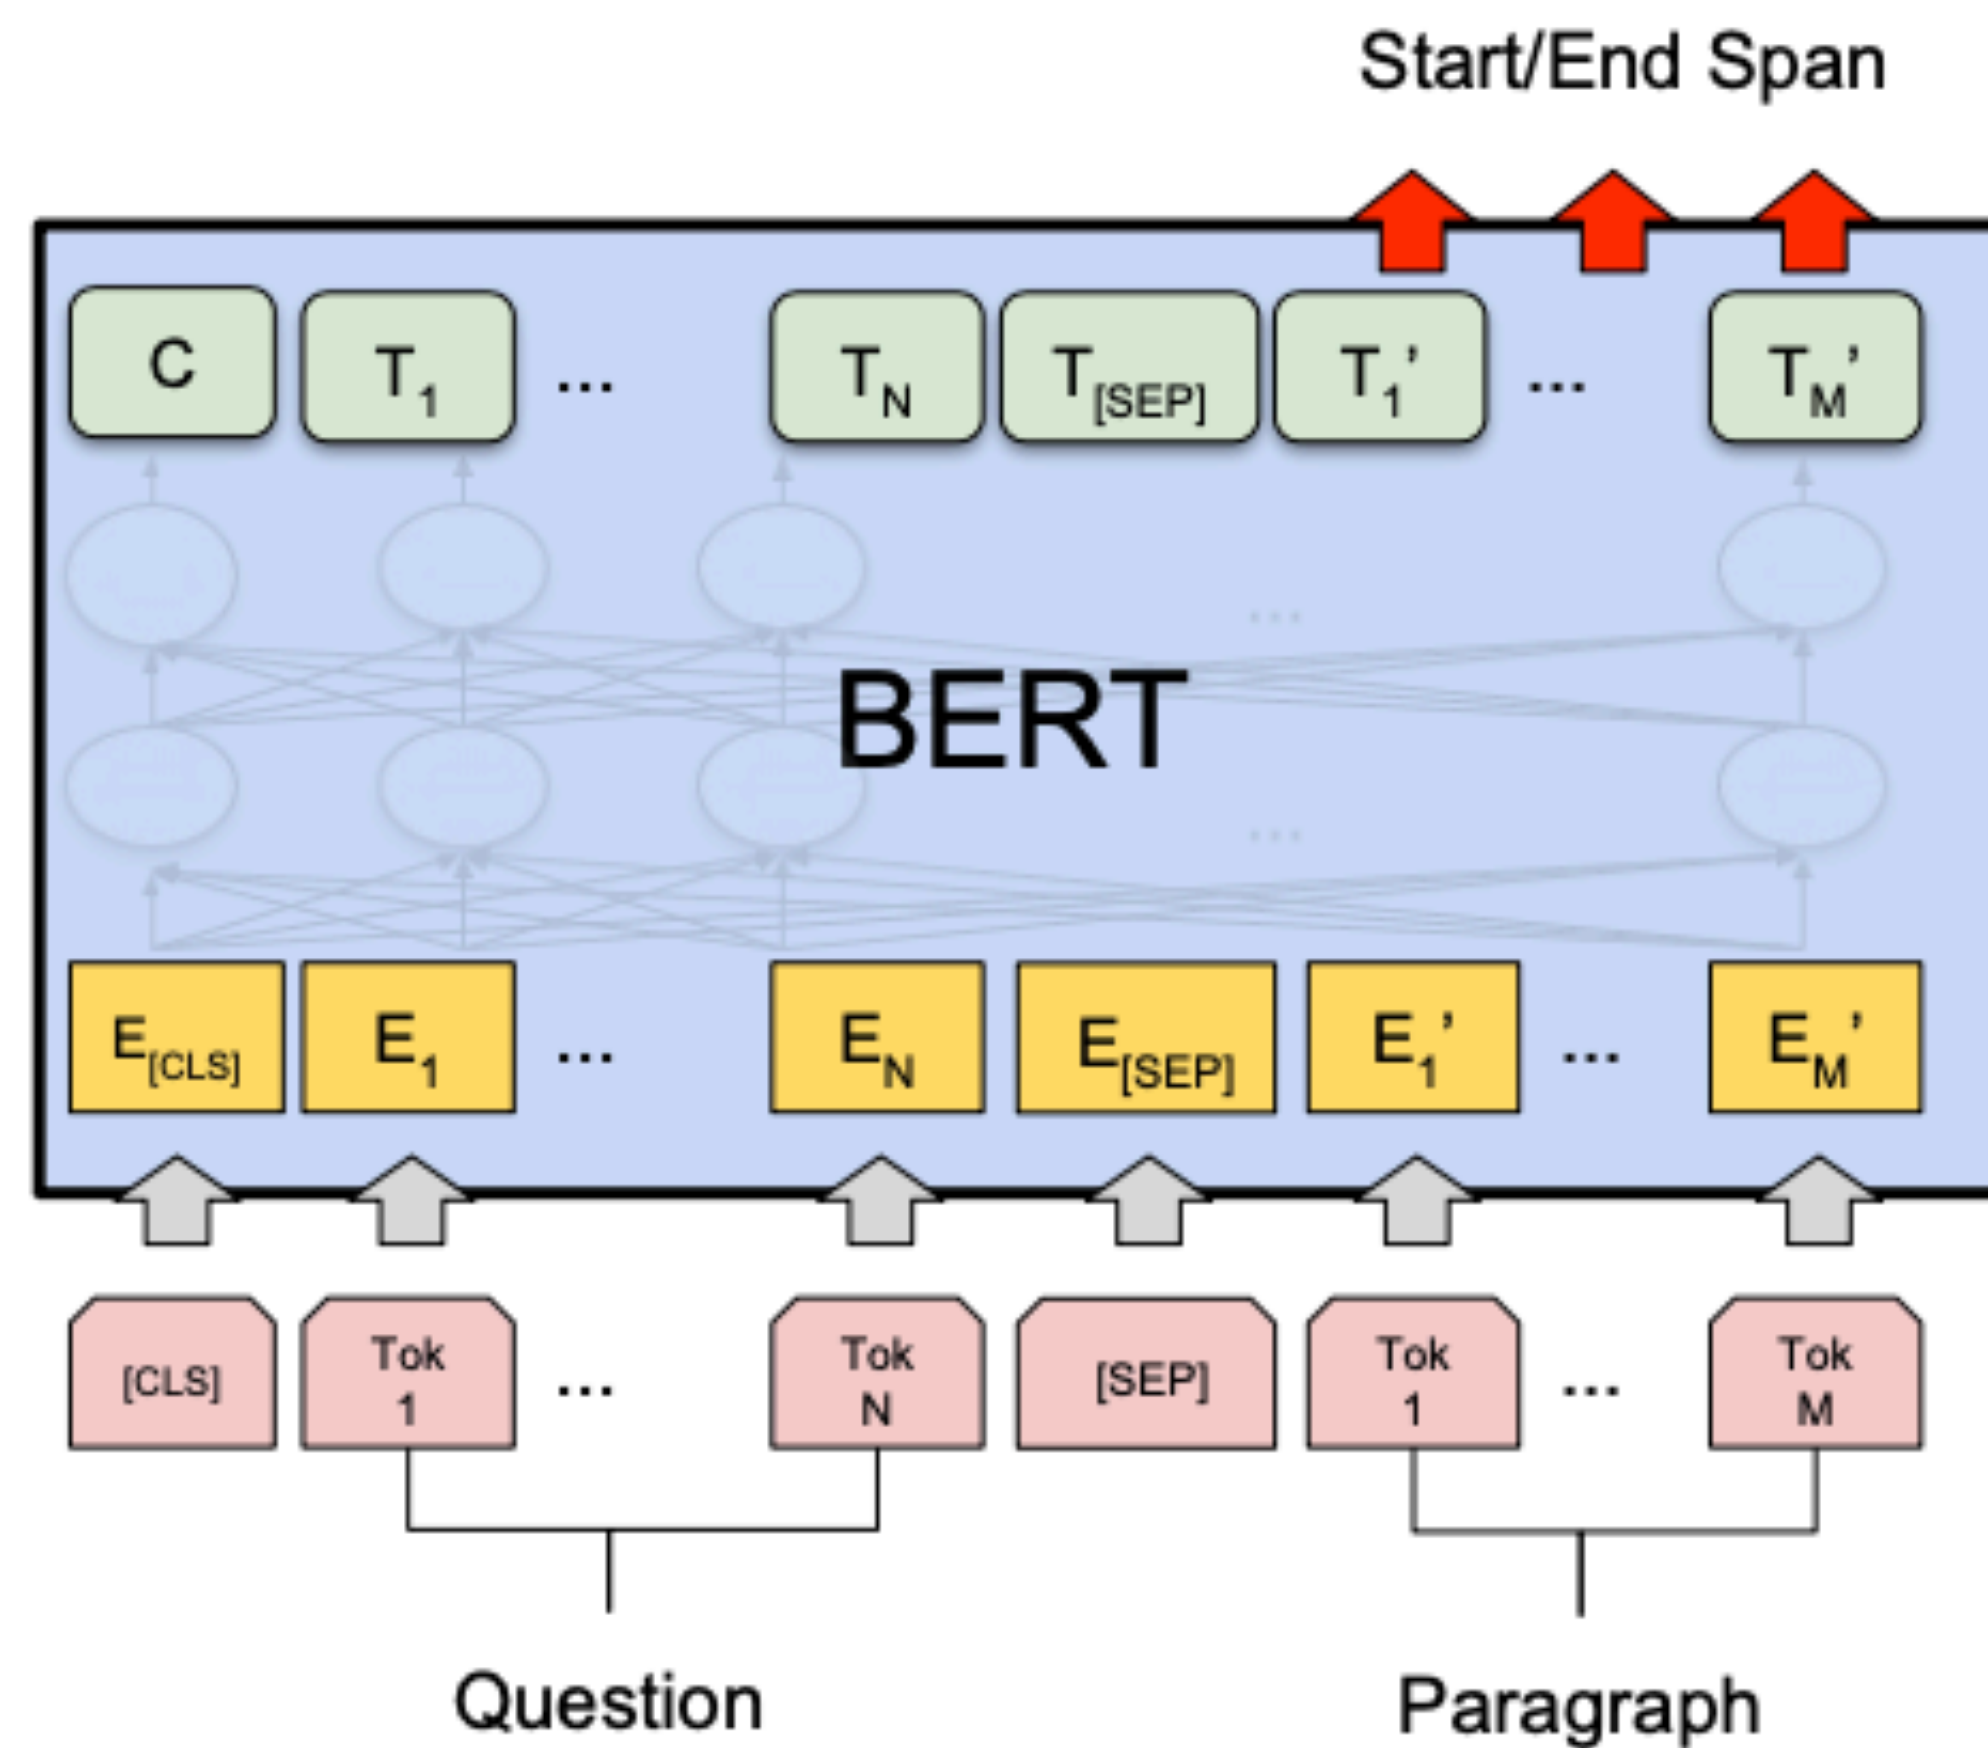 Start/End Span
C T1 ... TN T[SEP] T1’ ... TM’
...
BERT
...
E[CLS] E1 ... EN E[SEP] E1’ ... EM’
[CLS] Tok 1 ... Tok N [SEP] Tok 1 ... Tok M
Question Paragraph